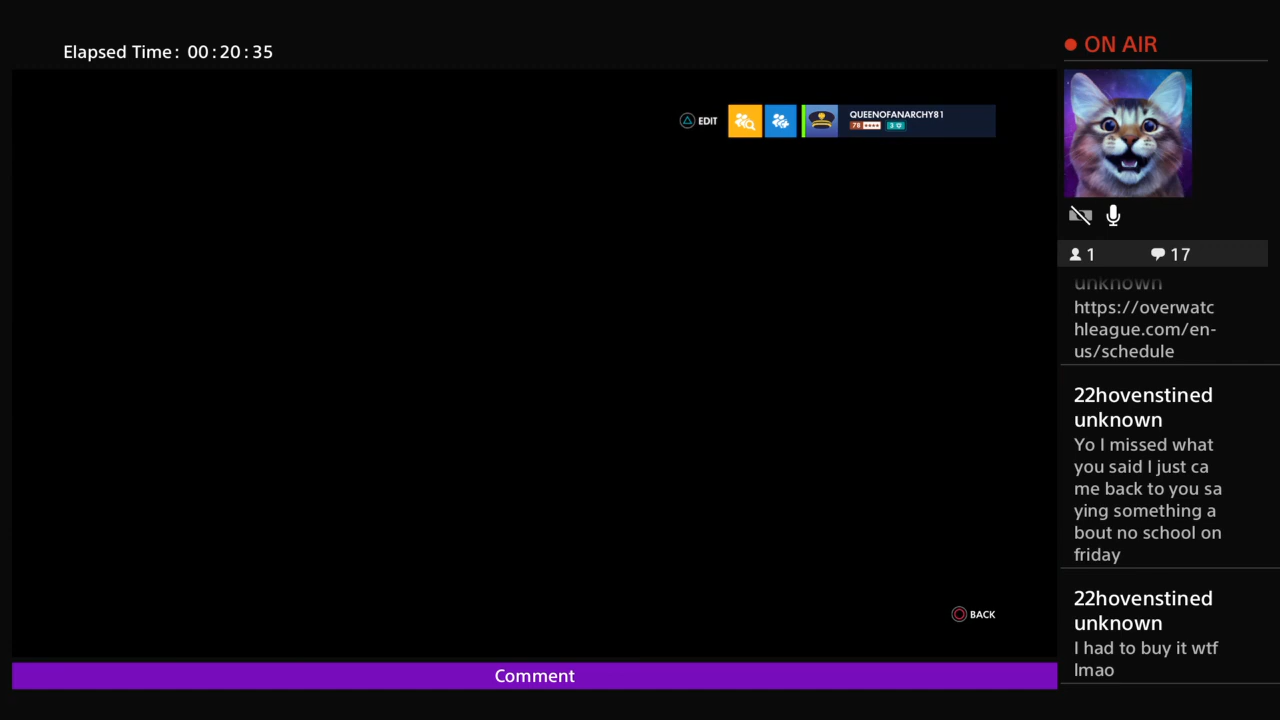 Elapsed Time: 00:20:35
ON AIR
EDIT
QUEENOFANARCHY81
78
3
1
17
unknown
https://overwatc
hleague.com/en-
us/schedule
22hovenstined
unknown
Yo I missed what
you said I just ca
me back to you sa
ying something a
bout no school on
friday
22hovenstined
unknown
I had to buy it wtf
lmao
BACK
Comment